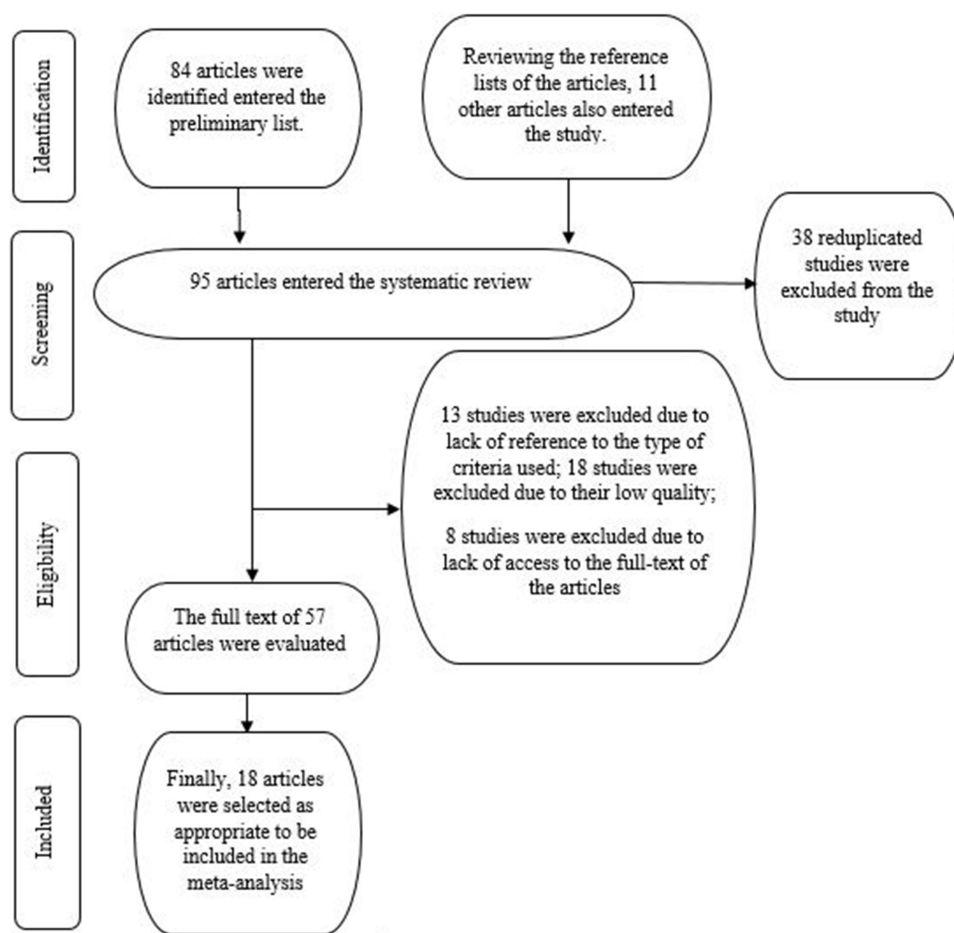 Identification
84 articles were
identified entered the
preliminary list.
Reviewing the reference
lists of the articles, 11
other articles also entered
the study.
Screening
95 articles entered the systematic review
38 reduplicated
studies were
excluded from the
study
Eligibility
13 studies were excluded due to
lack of reference to the type of
criteria used; 18 studies were
excluded due to their low quality;
8 studies were excluded due to
lack of access to the full-text of
the articles
The full text of 57
articles were evaluated
Included
Finally, 18 articles
were selected as
appropriate to be
included in the
meta-analysis